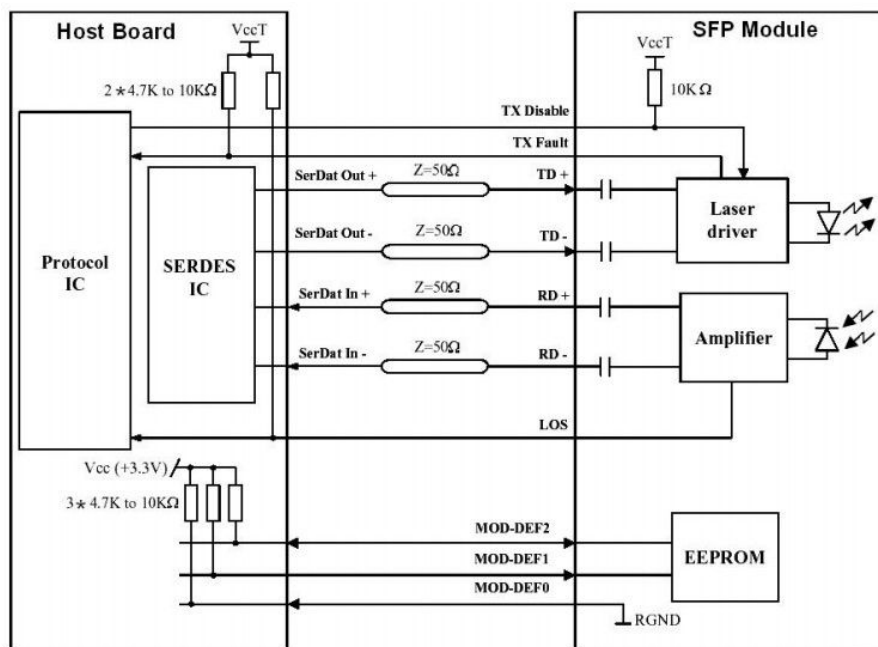 Host Board
VccT
SFP Module
VccT
2*4.7K to 10KΩ
10KΩ
TX Disable
TX Fault
SerDat Out +
Z=50Ω
TD +
Laser
driver
SerDat Out -
Z=50Ω
TD -
Protocol
IC
SERDES
IC
SerDat In +
Z=50Ω
RD +
Amplifier
SerDat In -
Z=50Ω
RD -
LOS
Vcc (+3.3V)
3*4.7K to 10KΩ
MOD-DEF2
EEPROM
MOD-DEF1
MOD-DEF0
RGND